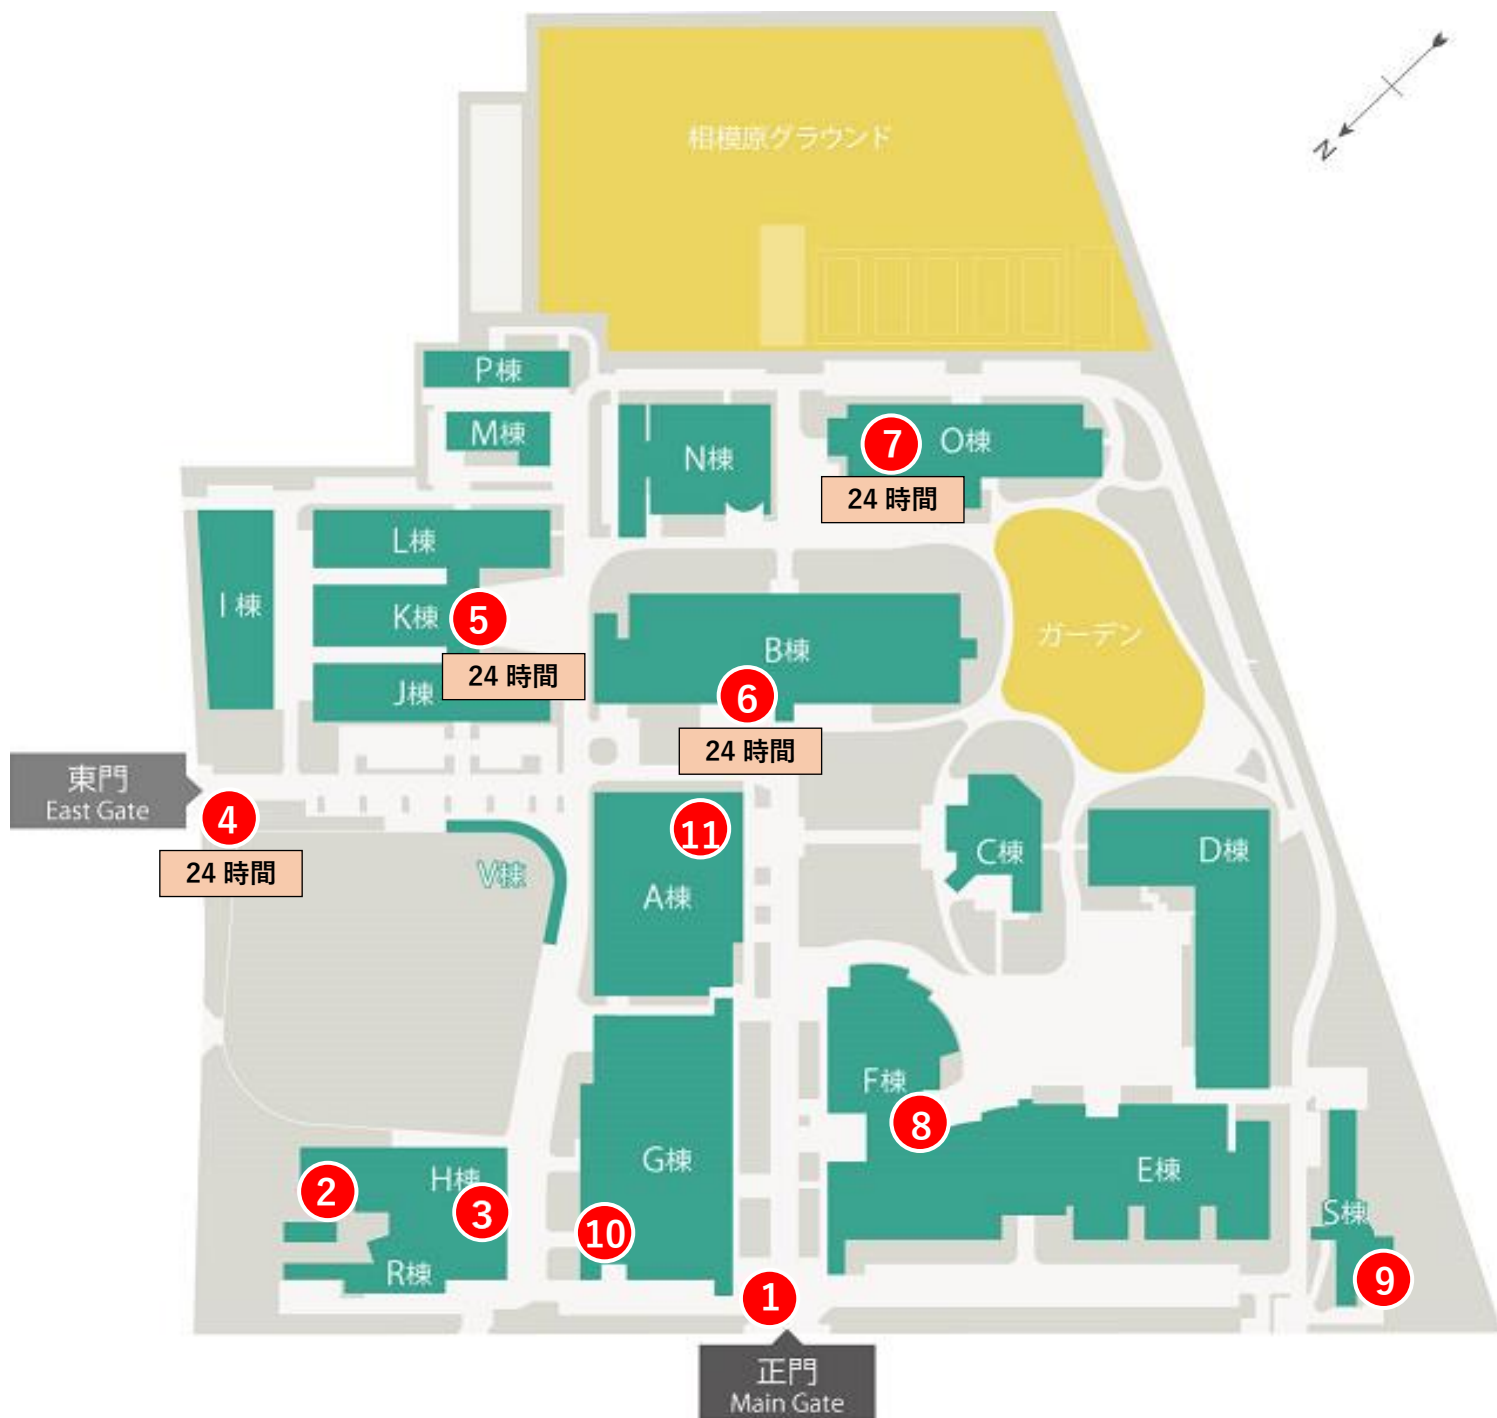 相模原グラウンド
N
P棟
M棟
N棟
7
O棟
24 時間
L棟
I 棟
K棟
5
24 時間
J棟
B棟
6
24 時間
ガーデン
東門
East Gate
4
24 時間
V棟
11
A棟
C棟
D棟
F棟
8
2
H棟
3
R棟
G棟
10
E棟
S棟
9
1
正門
Main Gate